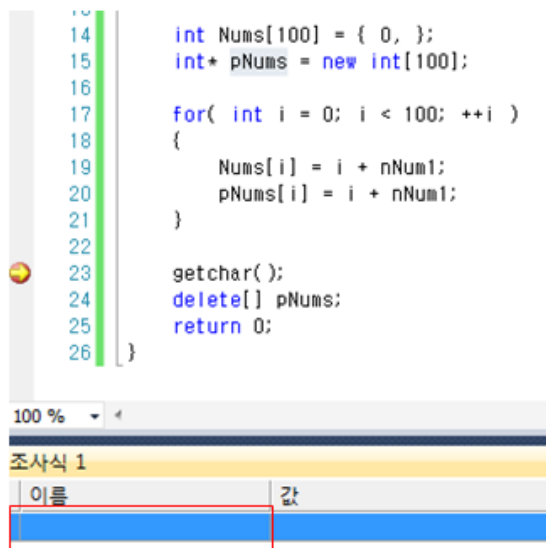 14 int Nums[100] = { 0, };
15 int* pNums = new int[100];
16
17 for( int i = 0; i < 100; ++i )
18 {
19 Nums[i] = i + nNum1;
20 pNums[i] = i + nNum1;
21 }
22
23 getchar();
24 delete[] pNums;
25 return 0;
26 }
100 %
조사식 1
이름 값